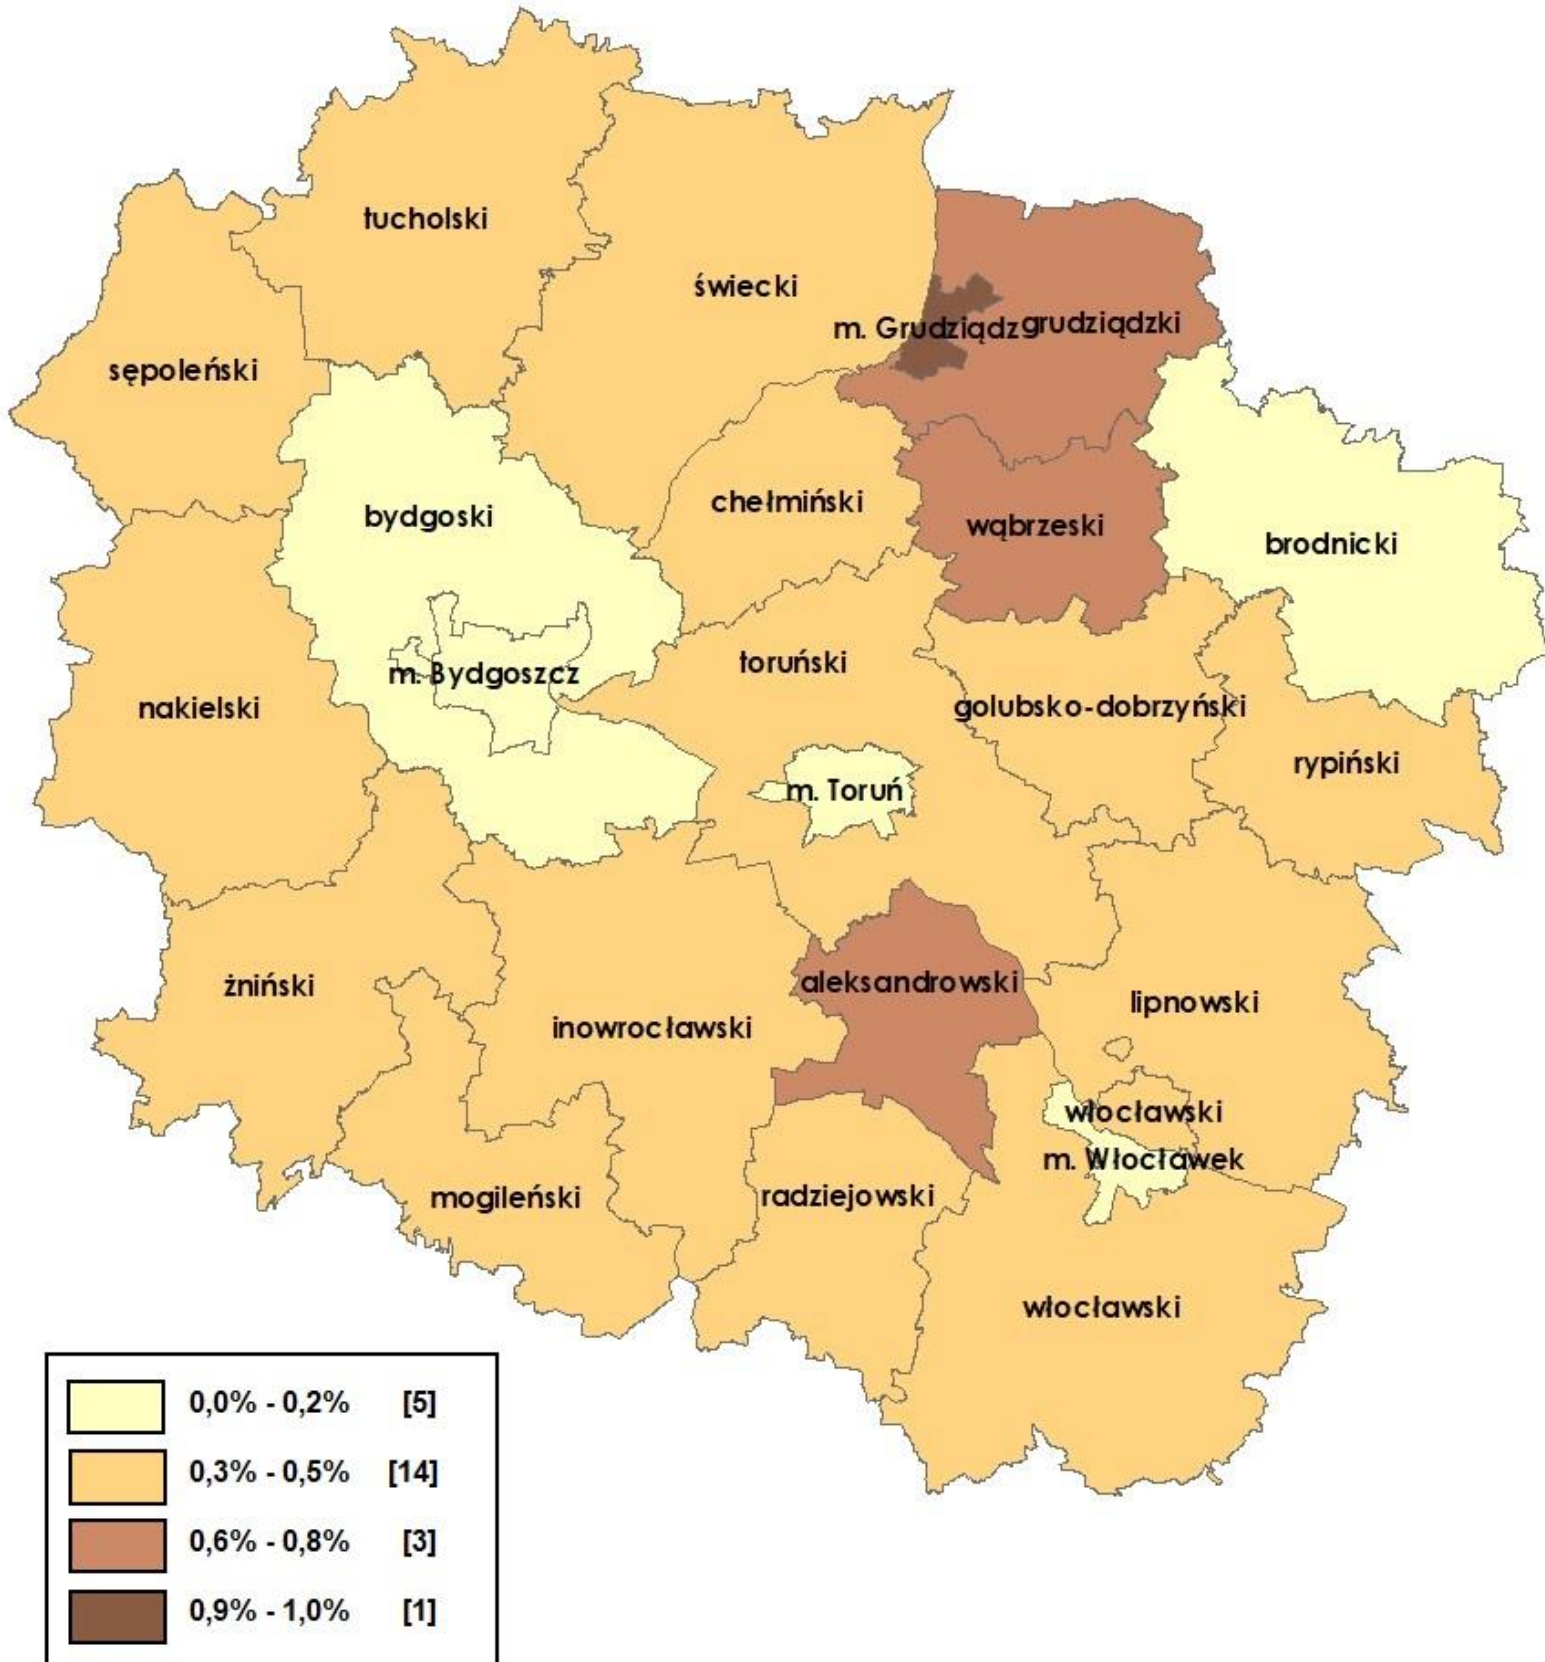 tucholski
świecki
m. Grudziądz
grudziądzki
sępoleński
chełmiński
bydgoski
wąbrzeski
brodnicki
toruński
m. Bydgoszcz
nakielski
golubsko-dobrzyński
rypiński
m. Toruń
aleksandrowski
żniński
lipnowski
inowrocławski
włocławski
m. Włocławek
mogileński
radziejowski
włocławski
0,0% - 0,2% [5]
0,3% - 0,5% [14]
0,6% - 0,8% [3]
0,9% - 1,0% [1]